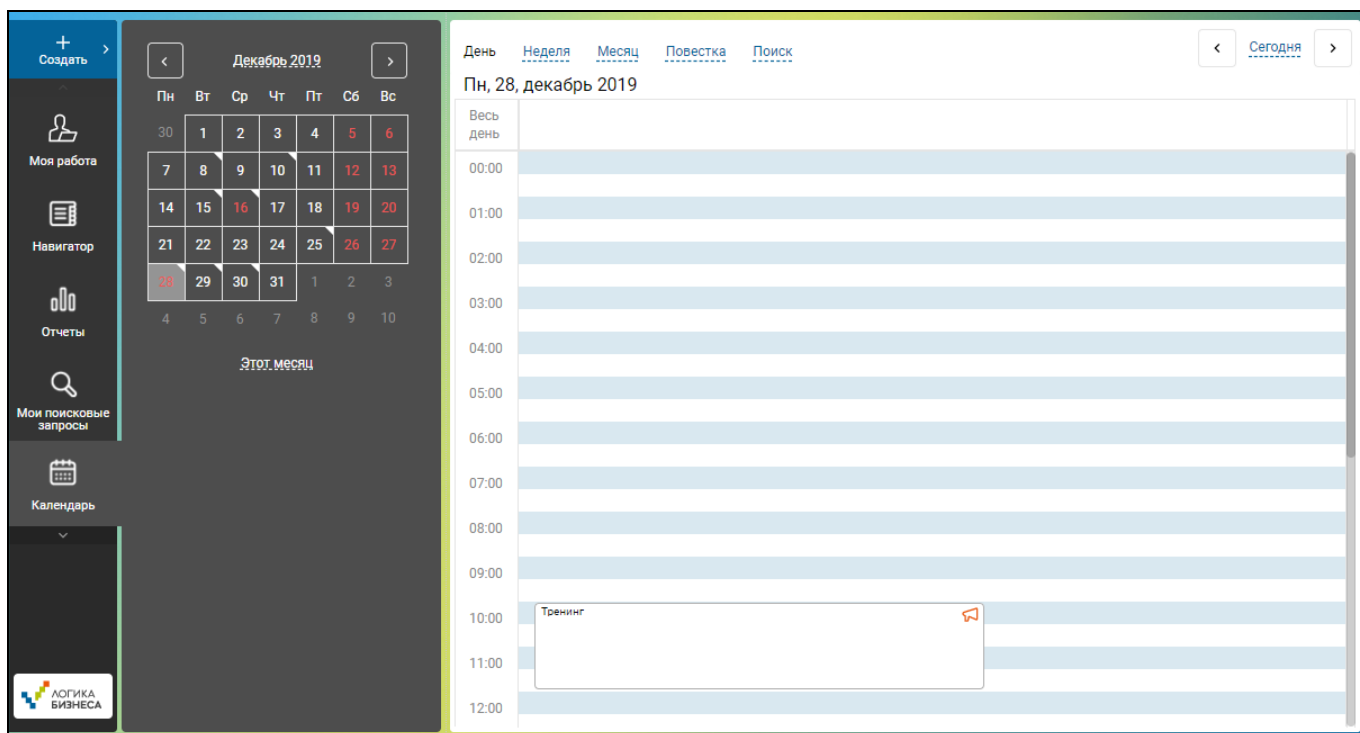 +
Создать
Моя работа
Навигатор
Отчеты
Мои поисковые
запросы
Календарь
ЛОГИКА
БИЗНЕСА
Декабрь 2019
Пн Вт Ср Чт Пт Сб Вс
30 1 2 3 4 5 6
7 8 9 10 11 12 13
14 15 16 17 18 19 20
21 22 23 24 25 26 27
28 29 30 31 1 2 3
4 5 6 7 8 9 10
Этот месяц
День Неделя Месяц Повестка Поиск
Сегодня
Пн, 28, декабрь 2019
Весь
день
00:00
01:00
02:00
03:00
04:00
05:00
06:00
07:00
08:00
09:00
10:00
Тренинг
11:00
12:00